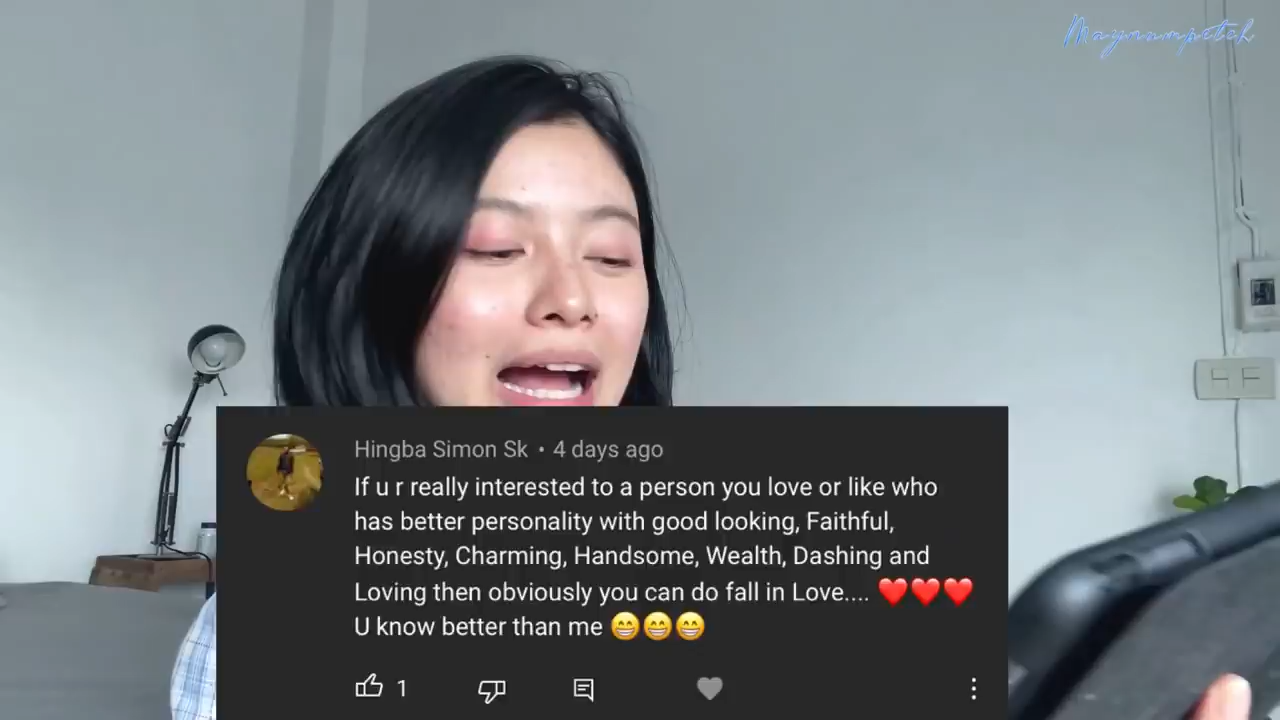 Maynampetch
Hingba Simon Sk • 4 days ago
If u r really interested to a person you love or like who
has better personality with good looking, Faithful,
Honesty, Charming, Handsome, Wealth, Dashing and
Loving then obviously you can do fall in Love.... ❤️❤️❤️
U know better than me 😁😁😁
1